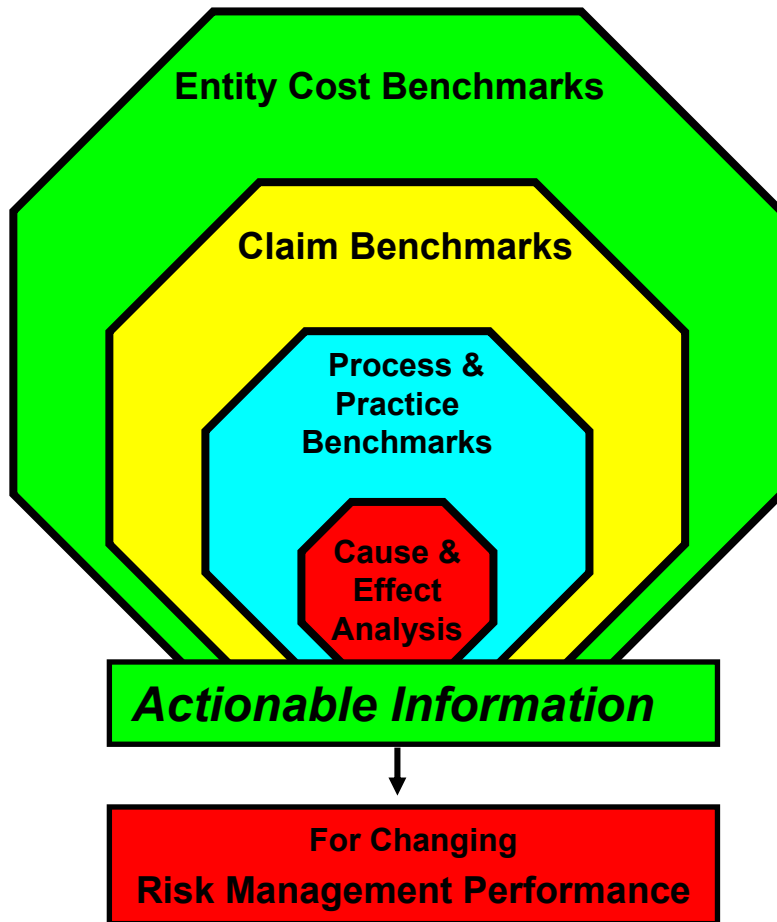 Entity Cost Benchmarks
Claim Benchmarks
Process &
Practice
Benchmarks
Cause &
Effect
Analysis
Actionable Information
For Changing
Risk Management Performance